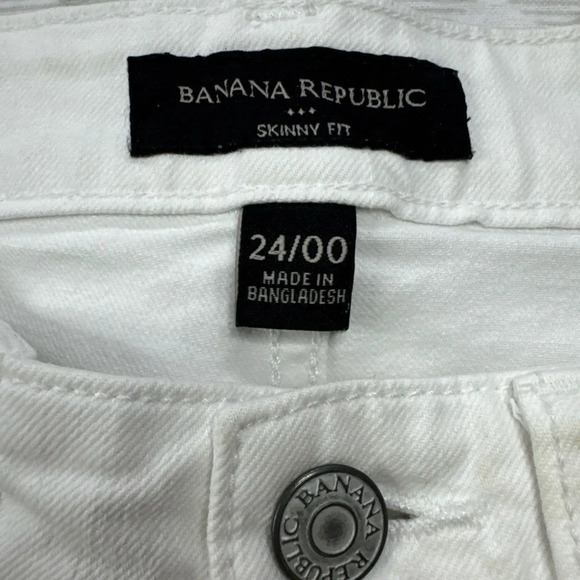 BANANA REPUBLIC
SKINNY FIT
24/00
MADE IN
BANGLADESH
BANANA REPUBLIC